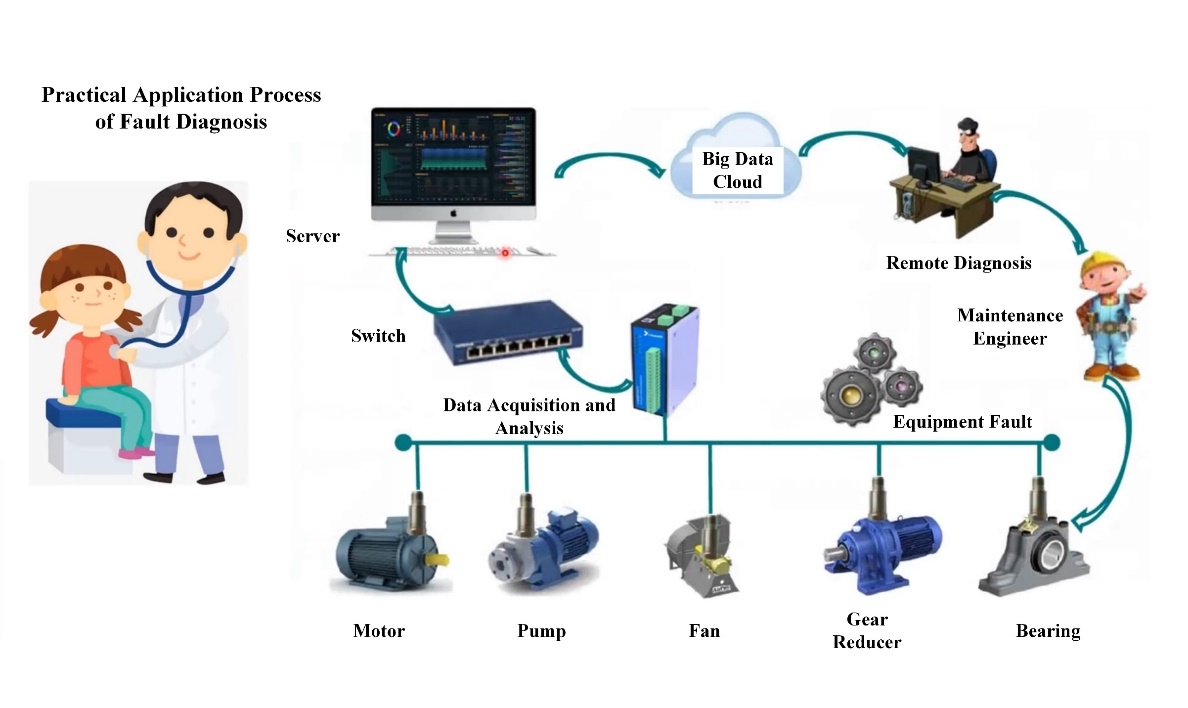 Practical Application Process
of Fault Diagnosis
Server
Big Data
Cloud
Remote Diagnosis
Maintenance
Engineer
Switch
Data Acquisition and
Analysis
Equipment Fault
Motor
Pump
Fan
Gear
Reducer
Bearing